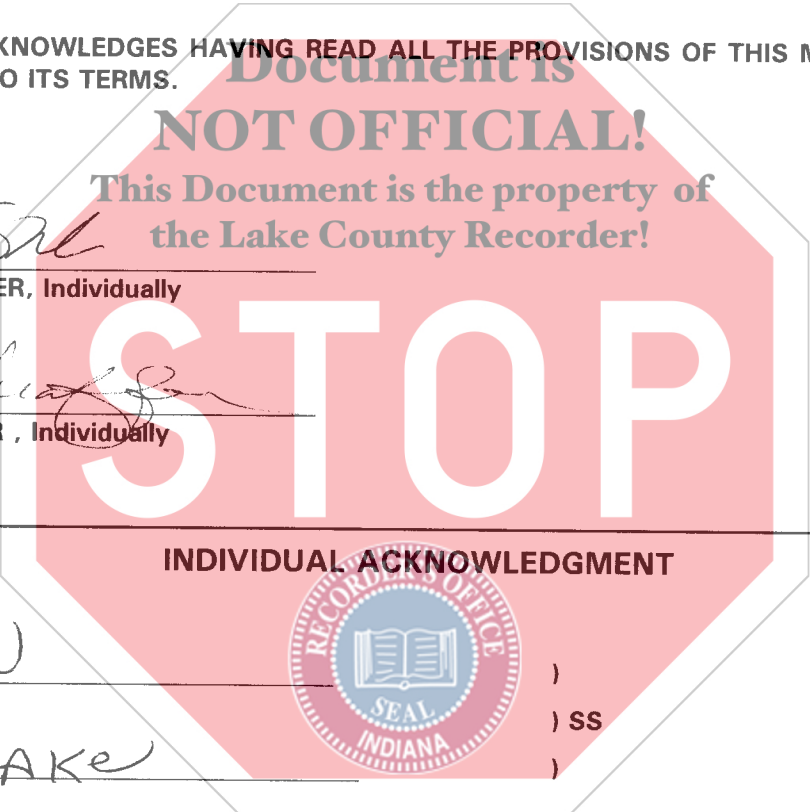 KNOWLEDGES HAVING READ ALL THE PROVISIONS OF THIS M
O ITS TERMS.
Document is
NOT OFFICIAL!
This Document is the property of
the Lake County Recorder!
ER, Individually
STOP
R , Individually
INDIVIDUAL ACKNOWLEDGMENT
RECORDER'S OFFICE
SEAL
INDIANA
)
) SS
AKe
)